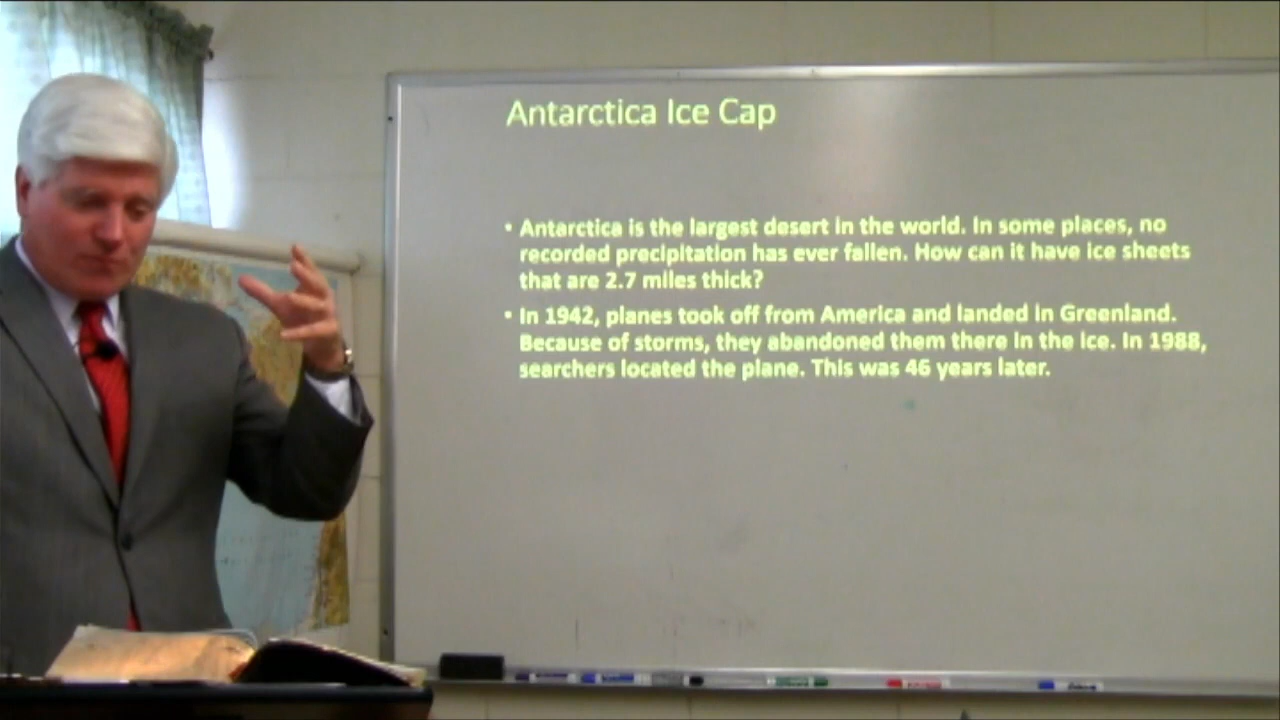 Antarctica Ice Cap
• Antarctica is the largest desert in the world. In some places, no
recorded precipitation has ever fallen. How can it have ice sheets
that are 2.7 miles thick?
• In 1942, planes took off from America and landed in Greenland.
Because of storms, they abandoned them there in the ice. In 1988,
searchers located the plane. This was 46 years later.